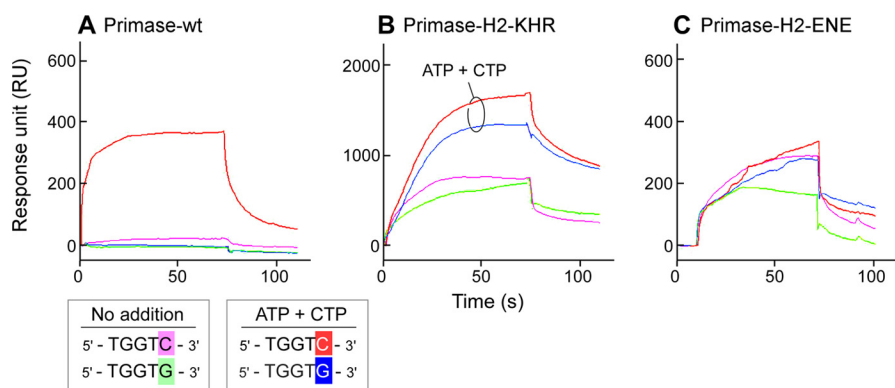 A Primase-wt
B Primase-H2-KHR
C Primase-H2-ENE
Response unit (RU)
600
400
200
0
0
50
100
2000
1000
0
0
50
100
ATP + CTP
600
400
200
0
0
50
100
Time (s)
No addition
5' - TGGTC - 3'
5' - TGGTG - 3'
ATP + CTP
5' - TGGTC - 3'
5' - TGGTG - 3'